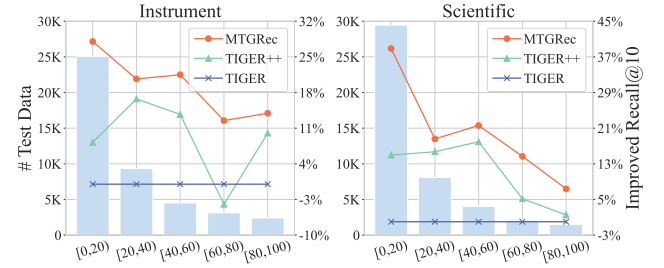 Instrument
# Test Data
30K
25K
20K
15K
10K
5K
0
32%
25%
18%
11%
4%
-3%
-10%
MTGRec
TIGER++
TIGER
[0,20)
[20,40)
[40,60)
[60,80)
[80,100)
Scientific
30K
25K
20K
15K
10K
5K
0
45%
37%
29%
21%
13%
5%
-3%
Improved Recall@10
MTGRec
TIGER++
TIGER
[0,20)
[20,40)
[40,60)
[60,80)
[80,100)